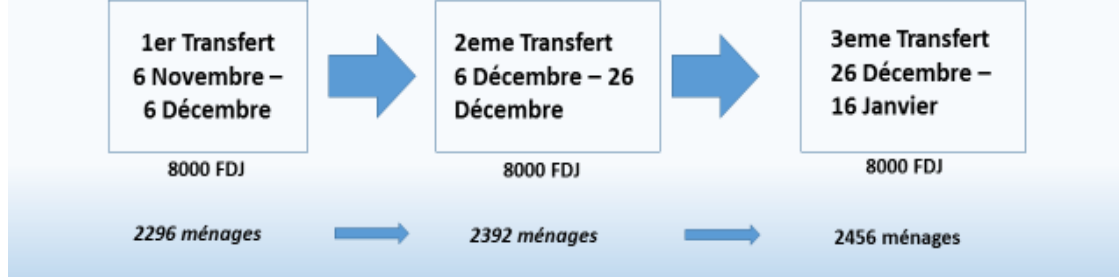 1er Transfert
6 Novembre –
6 Décembre
2eme Transfert
6 Décembre – 26
Décembre
3eme Transfert
26 Décembre –
16 Janvier
8000 FDJ
8000 FDJ
8000 FDJ
2296 ménages
2392 ménages
2456 ménages